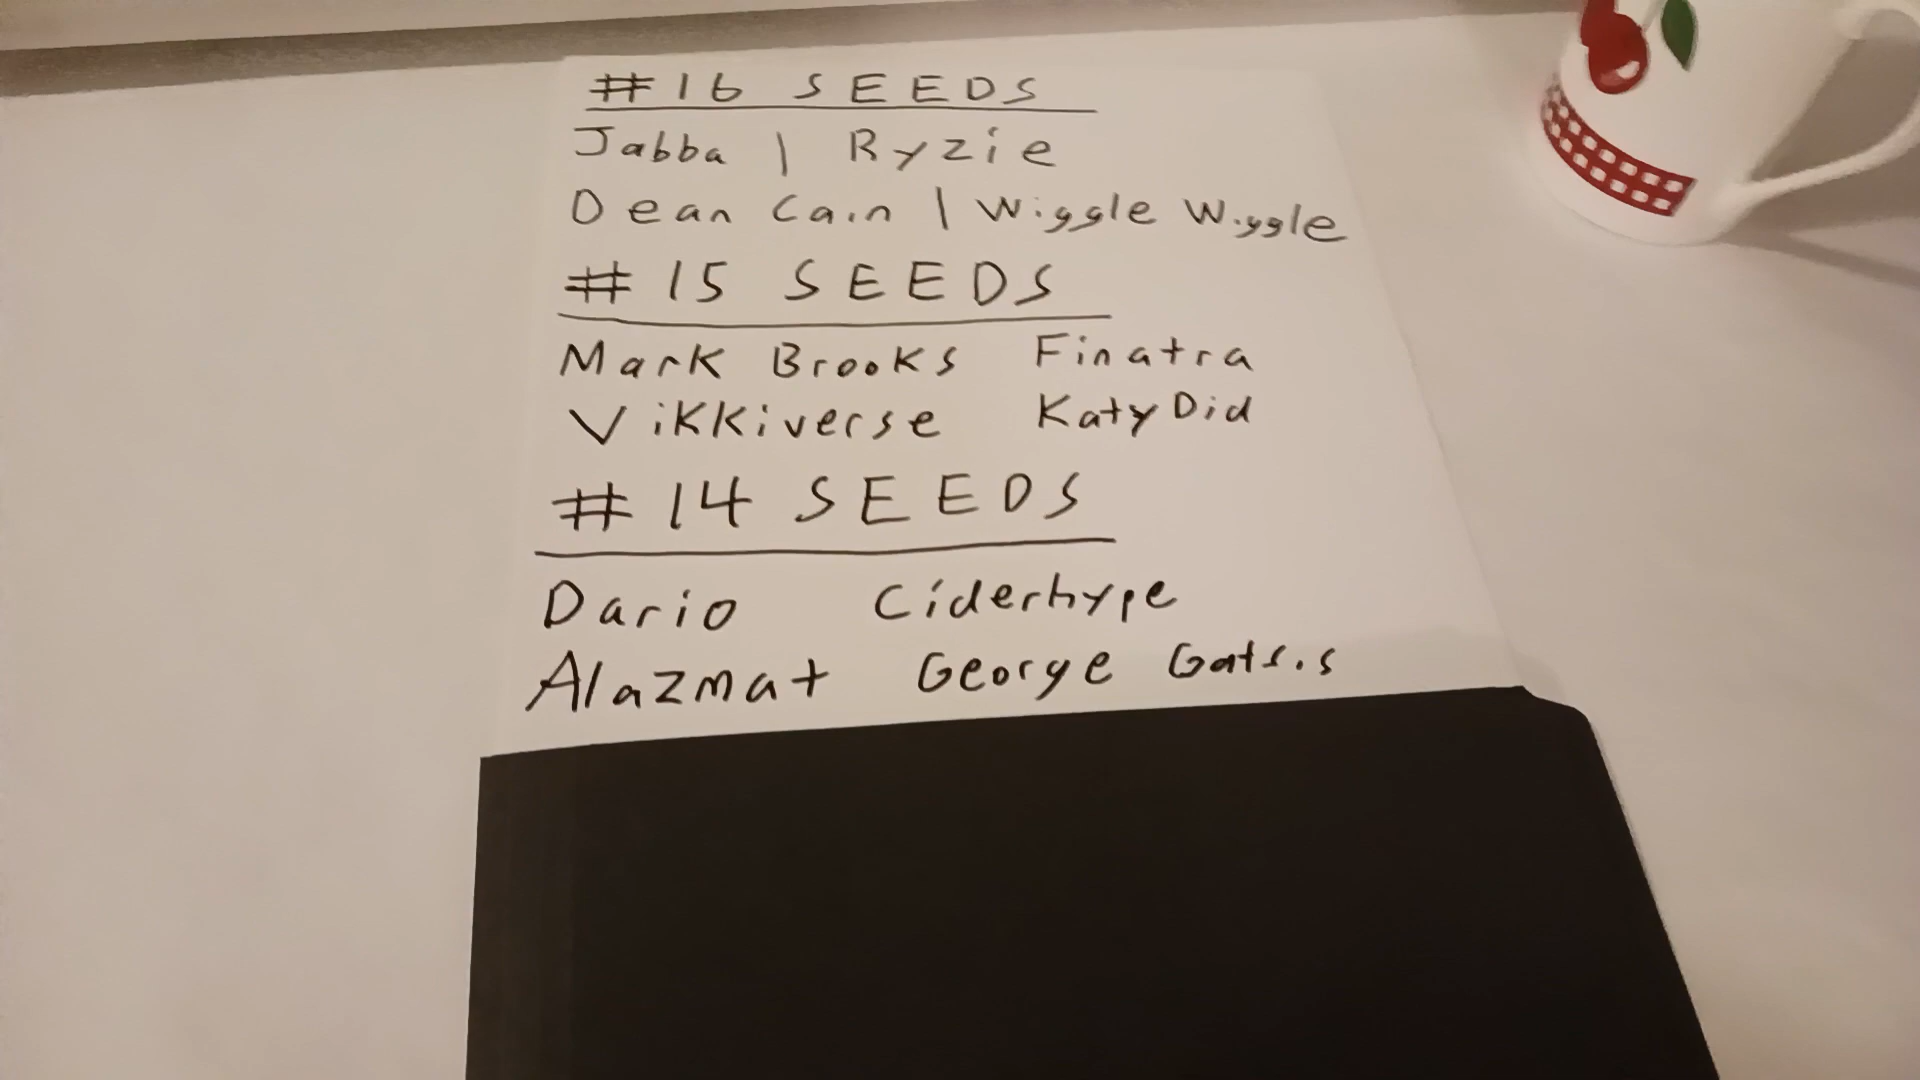 #16 SEEDS
Jabba | Ryzie
Dean Cain | Wiggle Wiggle
#15 SEEDS
Mark Brooks Finatra
Vikkiverse KatyDid
#14 SEEDS
Dario Ciderhype
Alazmat George Gatsis